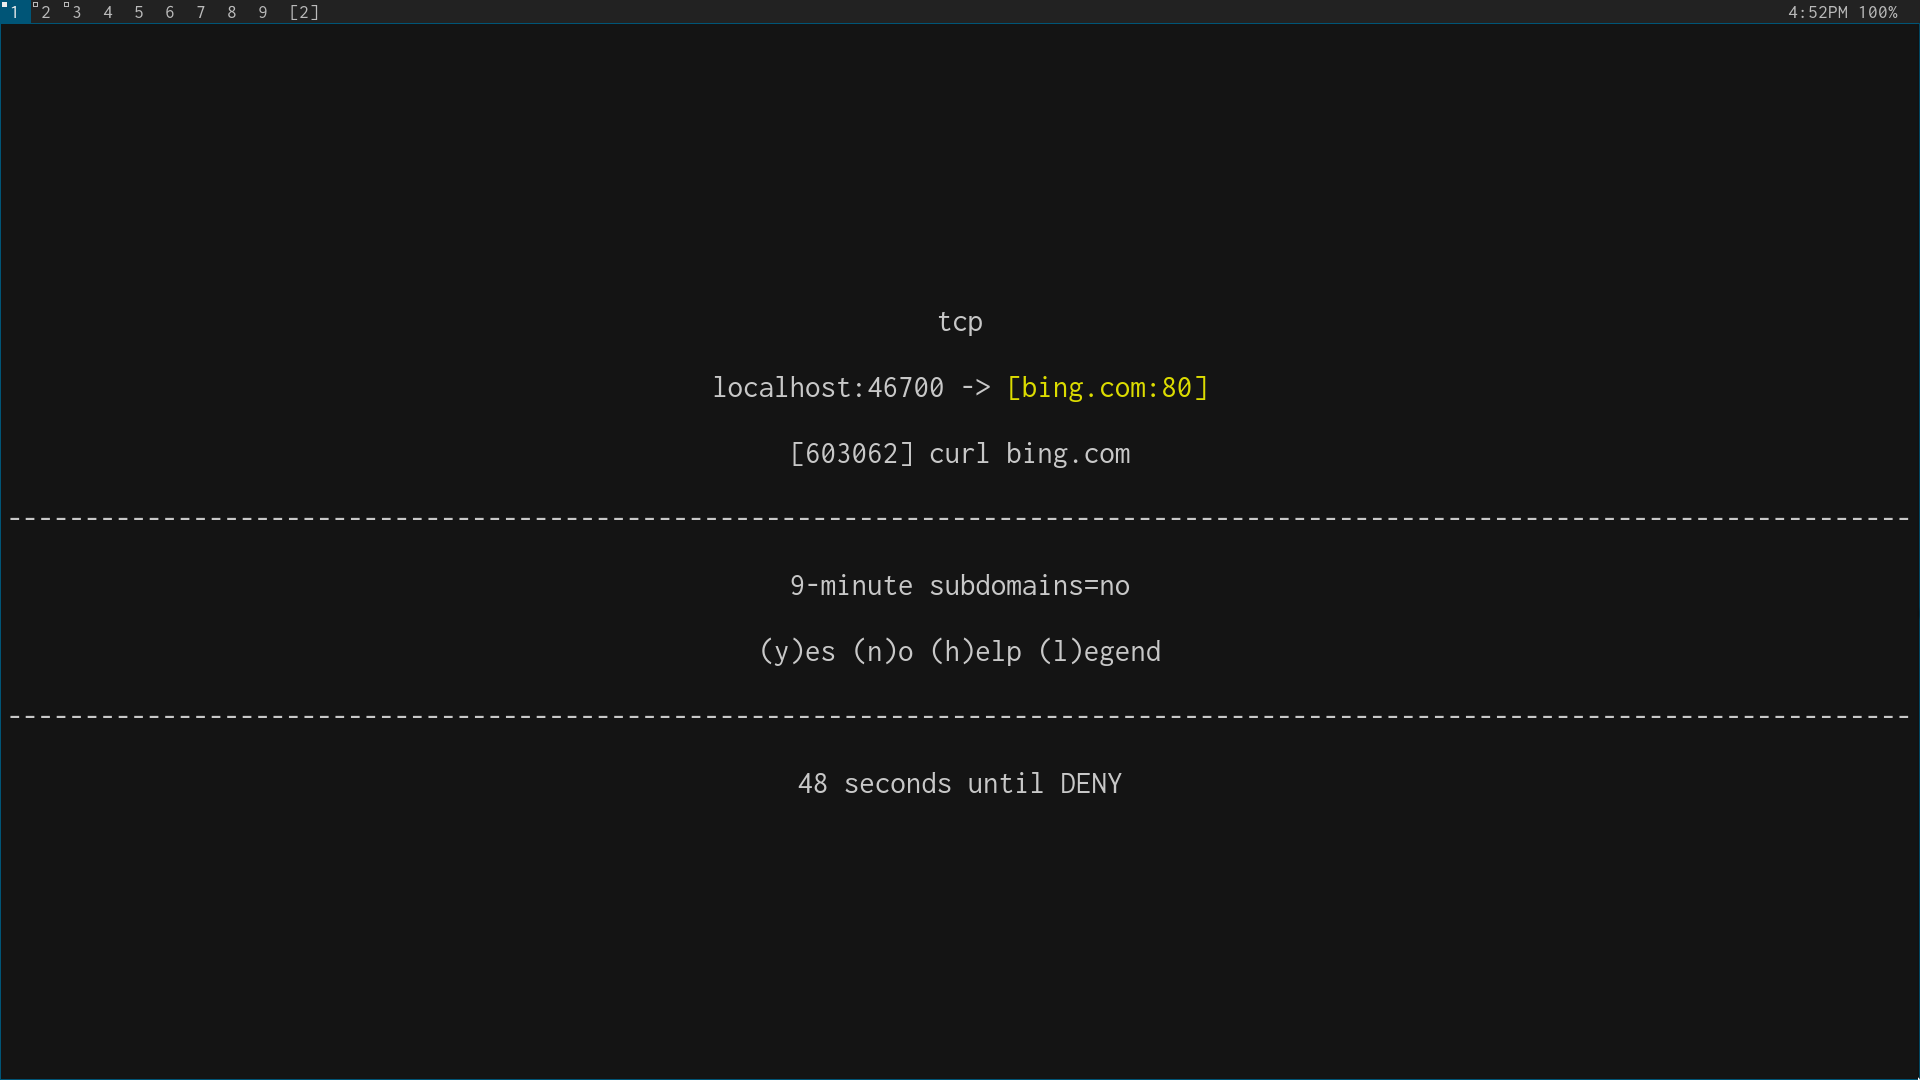 1 2 3 4 5 6 7 8 9 [2] 4:52PM 100%
tcp
localhost:46700 -> [bing.com:80]
[603062] curl bing.com
---------------------------------------------------------------------------------------------------------------------------
9-minute subdomains=no
(y)es (n)o (h)elp (l)egend
---------------------------------------------------------------------------------------------------------------------------
48 seconds until DENY